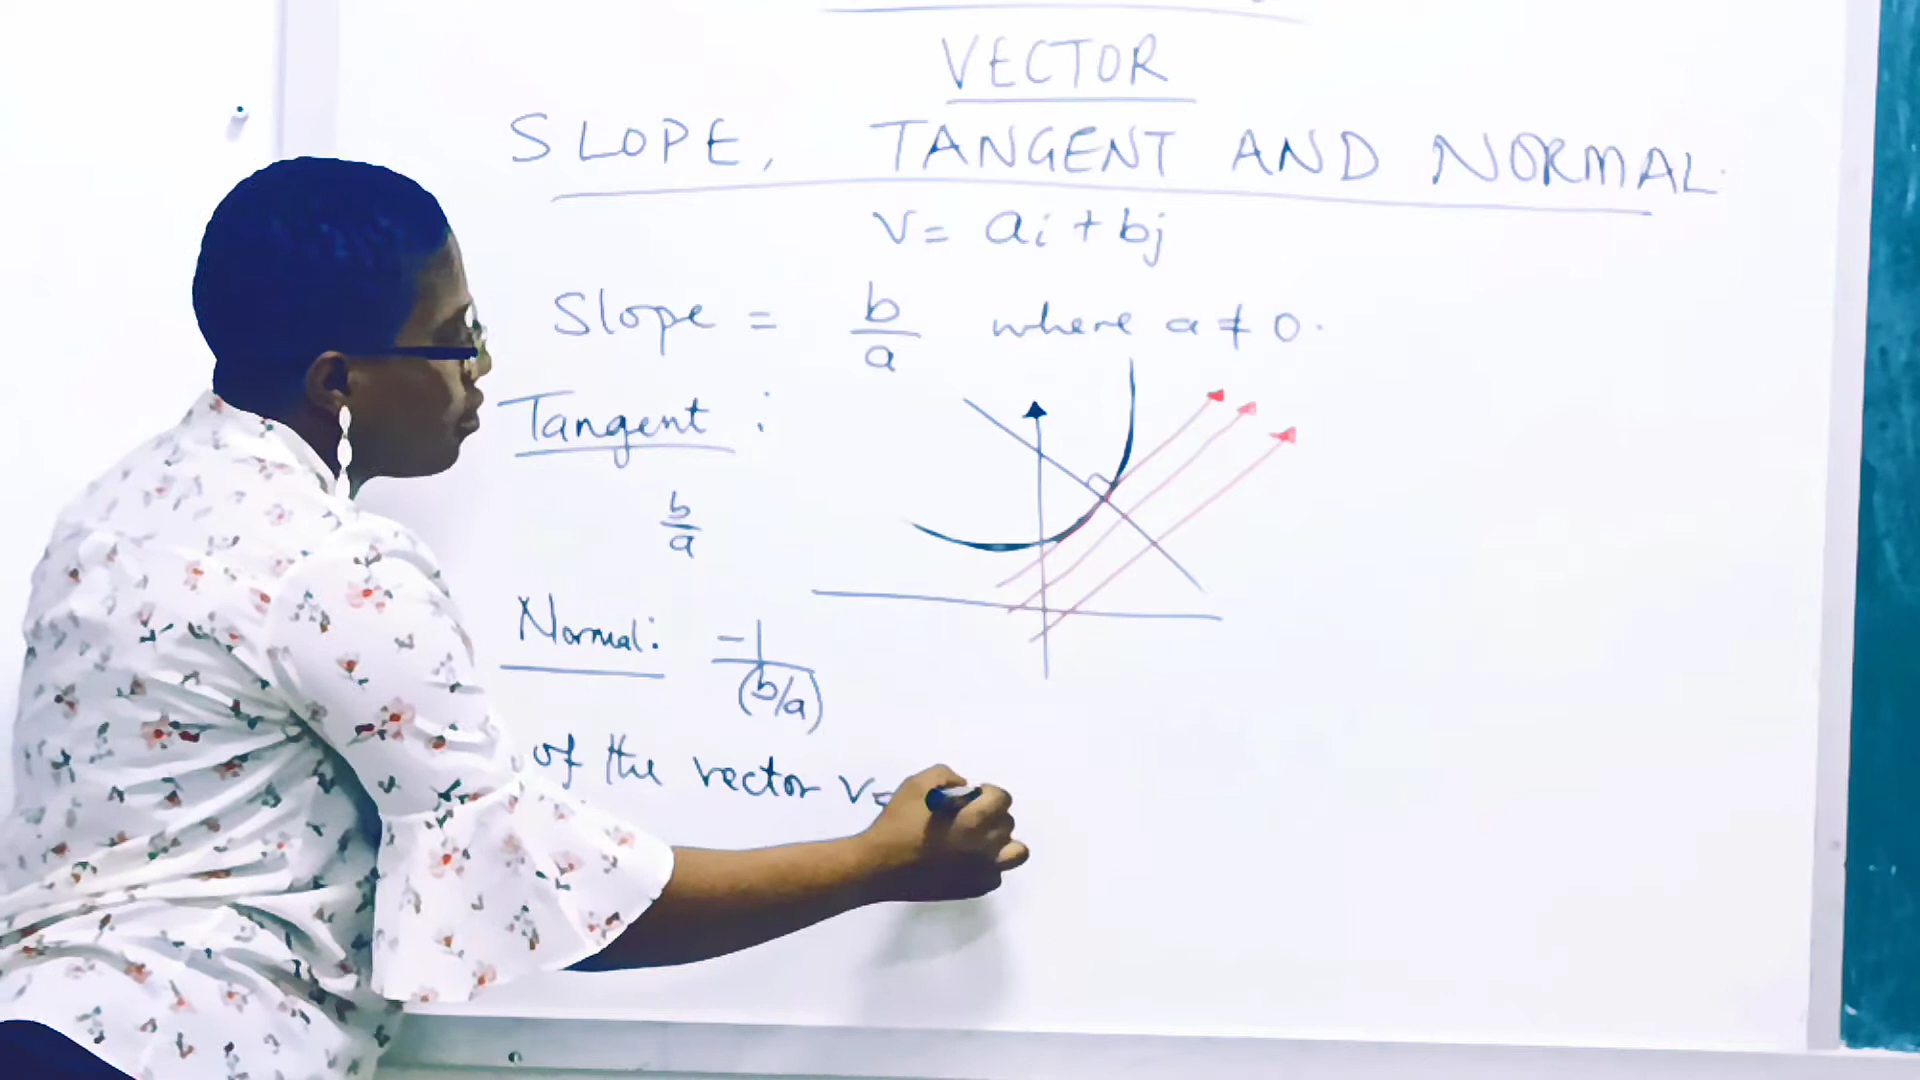 VECTOR
SLOPE, TANGENT AND NORMAL.
v = ai + bj
Slope = b/a where a ≠ 0.
Tangent :
b/a
Normal: -1/(b/a)
of the vector v=